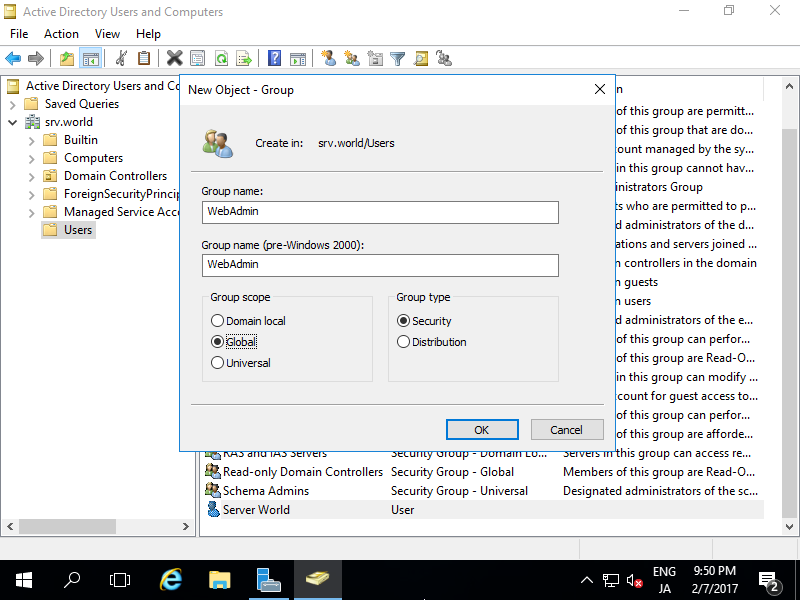 Active Directory Users and Computers
File Action View Help
Active Directory Users and Co
Saved Queries
srv.world
Builtin
Computers
Domain Controllers
ForeignSecurityPrincip
Managed Service Acco
Users
New Object - Group
Create in: srv.world/Users
Group name:
WebAdmin
Group name (pre-Windows 2000):
WebAdmin
Group scope
Domain local
Global
Universal
Group type
Security
Distribution
OK Cancel
of this group are permitt...
of this group that are do...
count managed by the sy...
in this group cannot hav...
inistrators Group
ts who are permitted to p...
d administrators of the d...
ations and servers joined ...
n controllers in the domain
n guests
n users
d administrators of the e...
of this group can perfor...
of this group are Read-O...
in this group can modify ...
count for guest access to...
of this group can perfor...
of this group are afforde...
RAS and IAS Servers Security Group - Domain Lo... Servers in this group can access re...
Read-only Domain Controllers Security Group - Global Members of this group are Read-O...
Schema Admins Security Group - Universal Designated administrators of the sc...
Server World User
ENG
JA
9:50 PM
2/7/2017
2